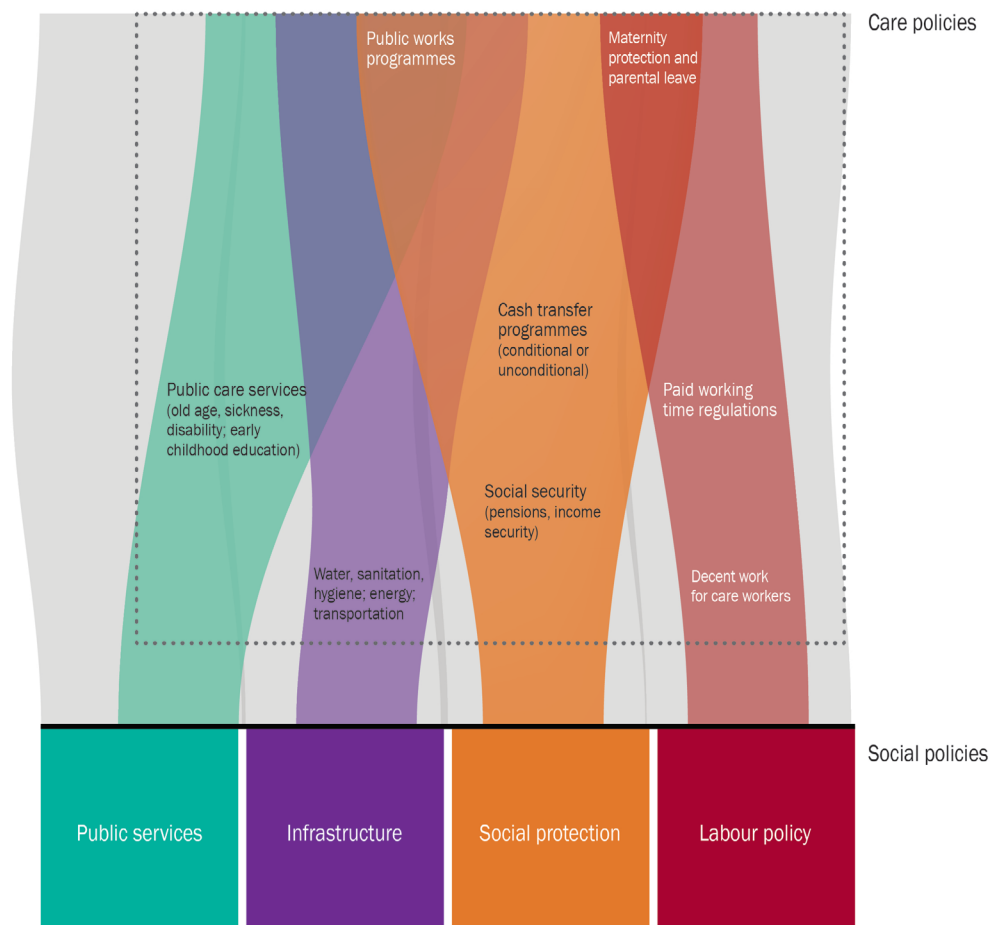 Care policies
Public works
programmes
Maternity
protection and
parental leave
Cash transfer
programmes
(conditional or
unconditional)
Public care services
(old age, sickness,
disability; early
childhood education)
Paid working
time regulations
Social security
(pensions, income
security)
Water, sanitation,
hygiene; energy;
transportation
Decent work
for care workers
Social policies
Public services
Infrastructure
Social protection
Labour policy